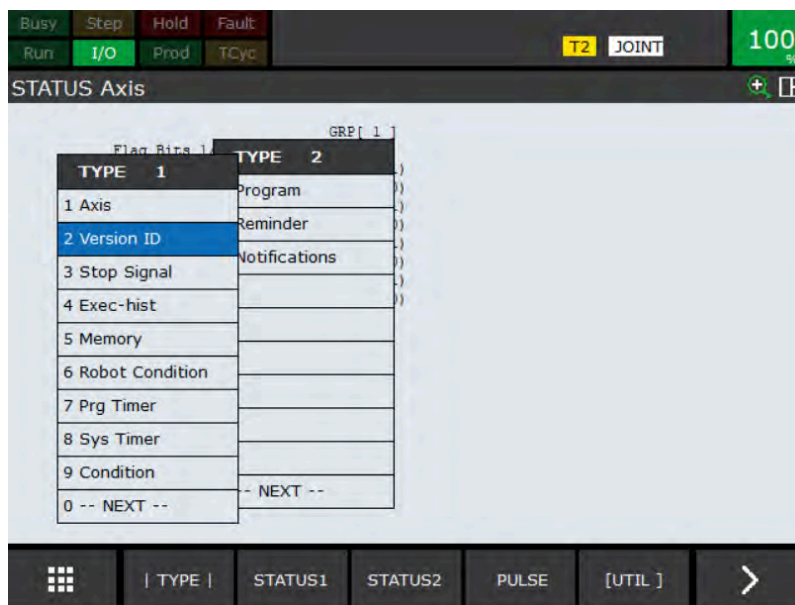 Busy Step Hold Fault
Run I/O Prod TCyc
T2 JOINT
100
%
STATUS Axis
GRP[ 1 ]
Flag Bits 1/
TYPE 1
1 Axis
2 Version ID
3 Stop Signal
4 Exec-hist
5 Memory
6 Robot Condition
7 Prg Timer
8 Sys Timer
9 Condition
0 -- NEXT --
TYPE 2
Program
Reminder
Notifications
-- NEXT --
| TYPE | STATUS1 STATUS2 PULSE [UTIL ] >